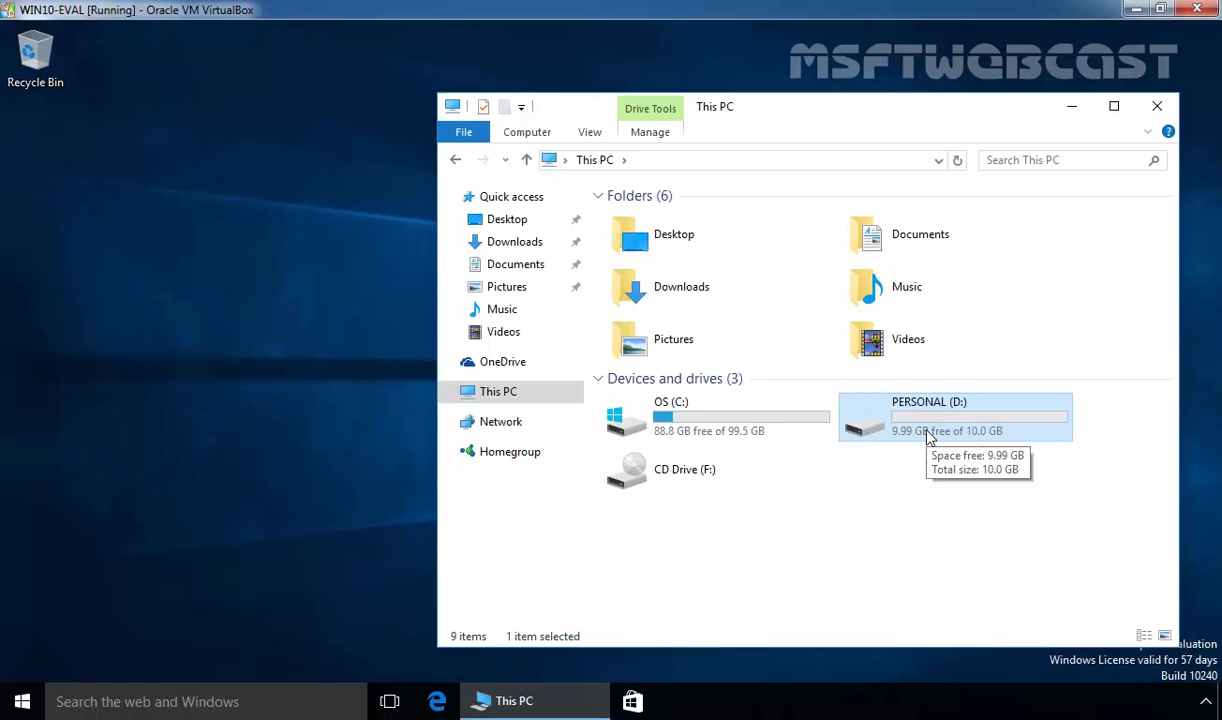 WIN10-EVAL [Running] - Oracle VM VirtualBox
Recycle Bin
MSFTWEBCAST
Drive Tools
This PC
File
Computer
View
Manage
This PC
Search This PC
Quick access
Desktop
Downloads
Documents
Pictures
Music
Videos
OneDrive
This PC
Network
Homegroup
Folders (6)
Desktop
Documents
Downloads
Music
Pictures
Videos
Devices and drives (3)
OS (C:)
88.8 GB free of 99.5 GB
PERSONAL (D:)
9.99 GB free of 10.0 GB
Space free: 9.99 GB
Total size: 10.0 GB
CD Drive (F:)
9 items
1 item selected
Windows License valid for 57 days
Build 10240
Search the web and Windows
This PC